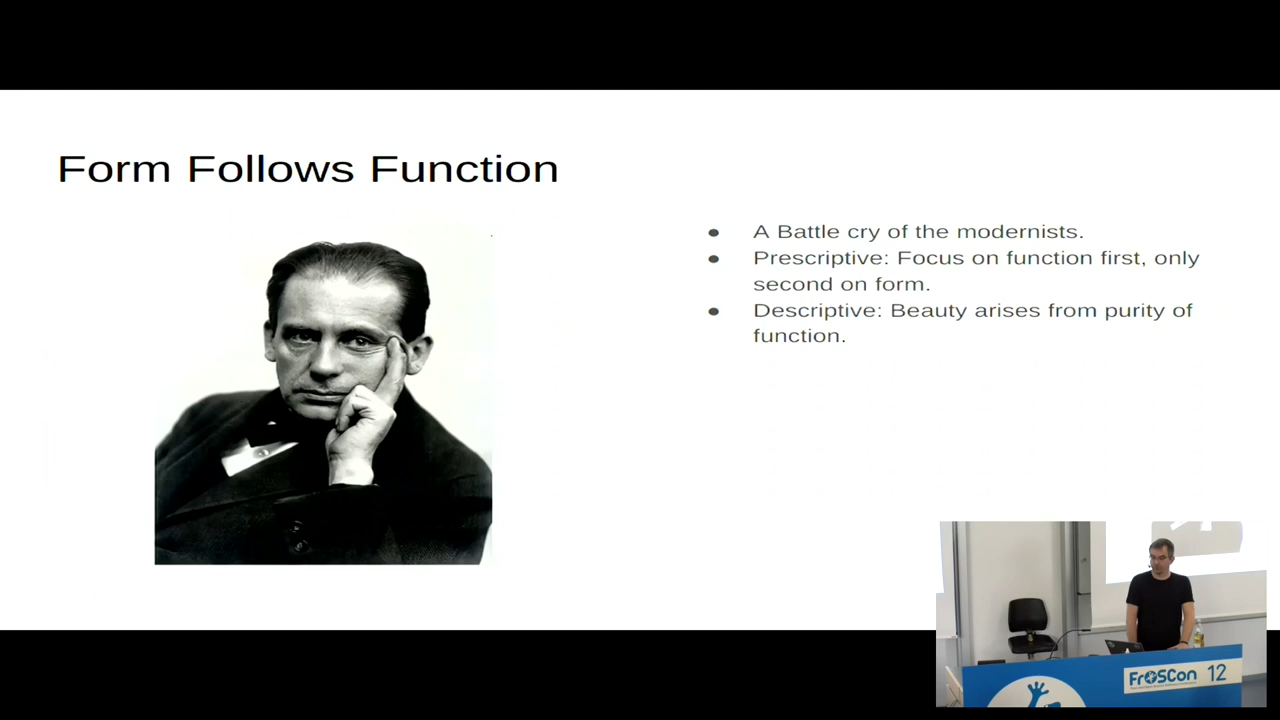 Form Follows Function
● A Battle cry of the modernists.
● Prescriptive: Focus on function first, only
second on form.
● Descriptive: Beauty arises from purity of
function.
FrOSCon 12